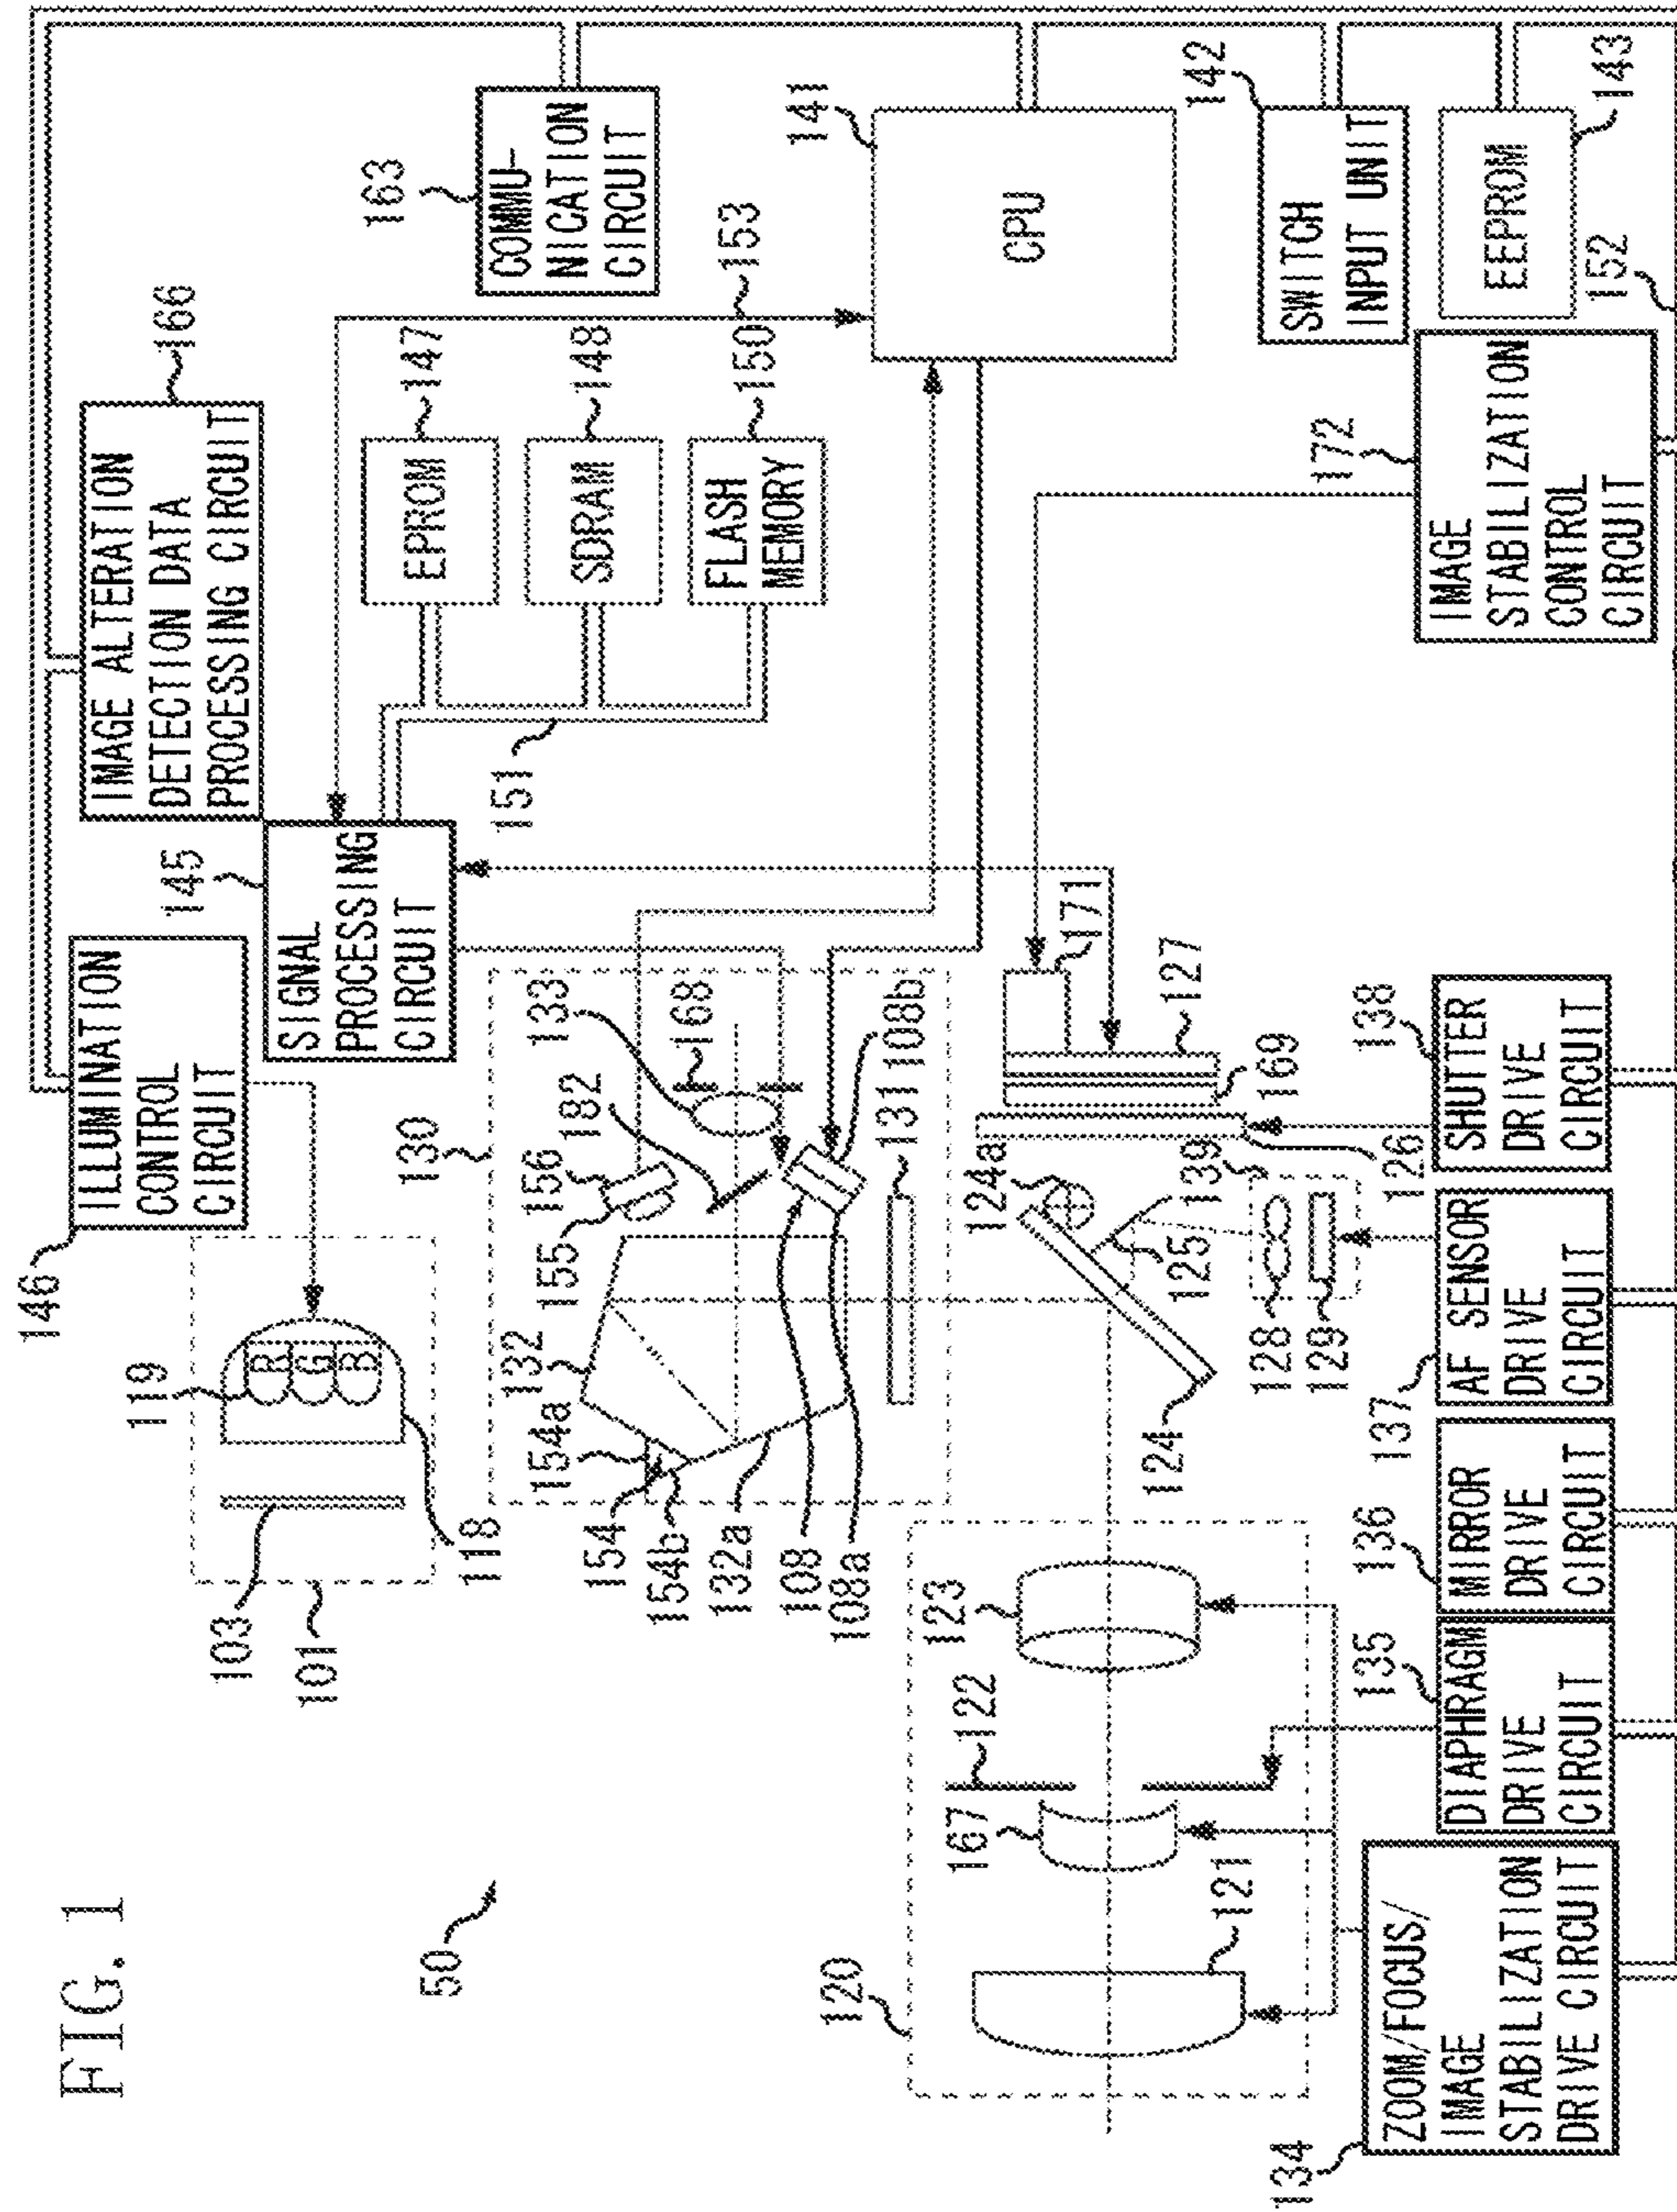 FIG. 1
50
146
ILLUMINATION
CONTROL
CIRCUIT
IMAGE ALTERATION
DETECTION DATA
PROCESSING CIRCUIT
166
119
R
G
B
103
101
118
145
SIGNAL
PROCESSING
CIRCUIT
163
COMMU-
NICATION
CIRCUIT
153
147
EPROM
148
SDRAM
150
FLASH
MEMORY
151
141
CPU
142
SWITCH
INPUT UNIT
EEPROM
143
152
130
133
168
182
156
155
132
154a
154
154b
132a
108
108a
108b
131
171
127
169
126
124a
139
125
128
129
124
123
122
167
121
120
172
IMAGE
STABILIZATION
CONTROL
CIRCUIT
134
ZOOM/FOCUS/
IMAGE
STABILIZATION
DRIVE CIRCUIT
135
DIAPHRAGM
DRIVE
CIRCUIT
136
MIRROR
DRIVE
CIRCUIT
137
AF SENSOR
DRIVE
CIRCUIT
138
SHUTTER
DRIVE
CIRCUIT